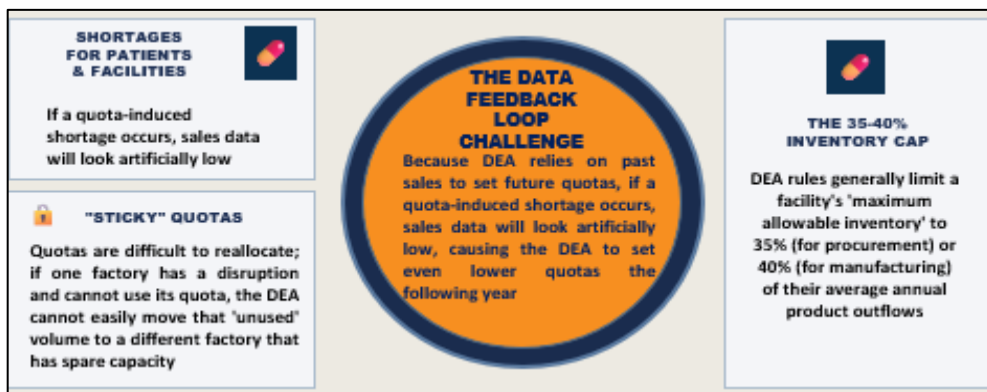 SHORTAGES
FOR PATIENTS
& FACILITIES
If a quota-induced
shortage occurs, sales data
will look artificially low
"STICKY" QUOTAS
Quotas are difficult to reallocate;
if one factory has a disruption
and cannot use its quota, the DEA
cannot easily move that 'unused'
volume to a different factory that
has spare capacity
THE DATA
FEEDBACK
LOOP
CHALLENGE
Because DEA relies on past
sales to set future quotas, if a
quota-induced shortage occurs,
sales data will look artificially
low, causing the DEA to set
even lower quotas the
following year
THE 35-40%
INVENTORY CAP
DEA rules generally limit a
facility's 'maximum
allowable inventory' to
35% (for procurement) or
40% (for manufacturing)
of their average annual
product outflows